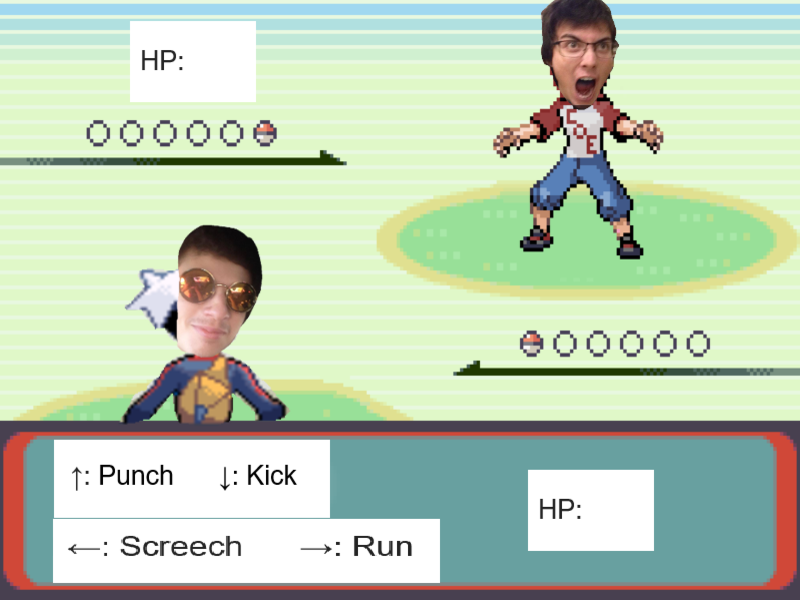 HP:
COE
↑: Punch ↓: Kick
←: Screech →: Run
HP: